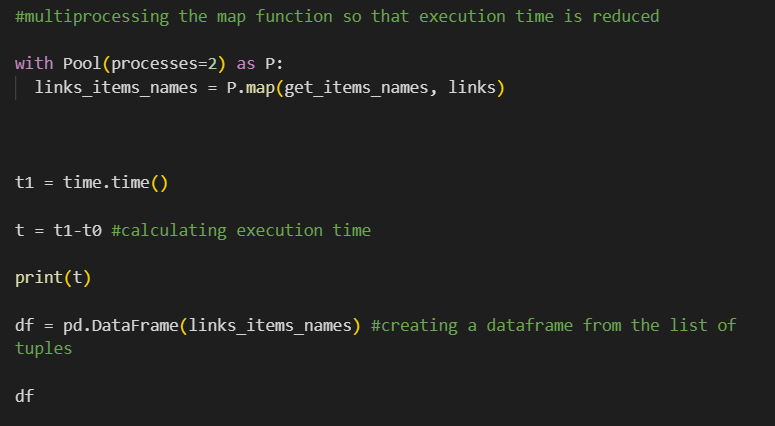 #multiprocessing the map function so that execution time is reduced
with Pool(processes=2) as P:
links_items_names = P.map(get_items_names, links)
t1 = time.time()
t = t1-t0 #calculating execution time
print(t)
df = pd.DataFrame(links_items_names) #creating a dataframe from the list of
tuples
df